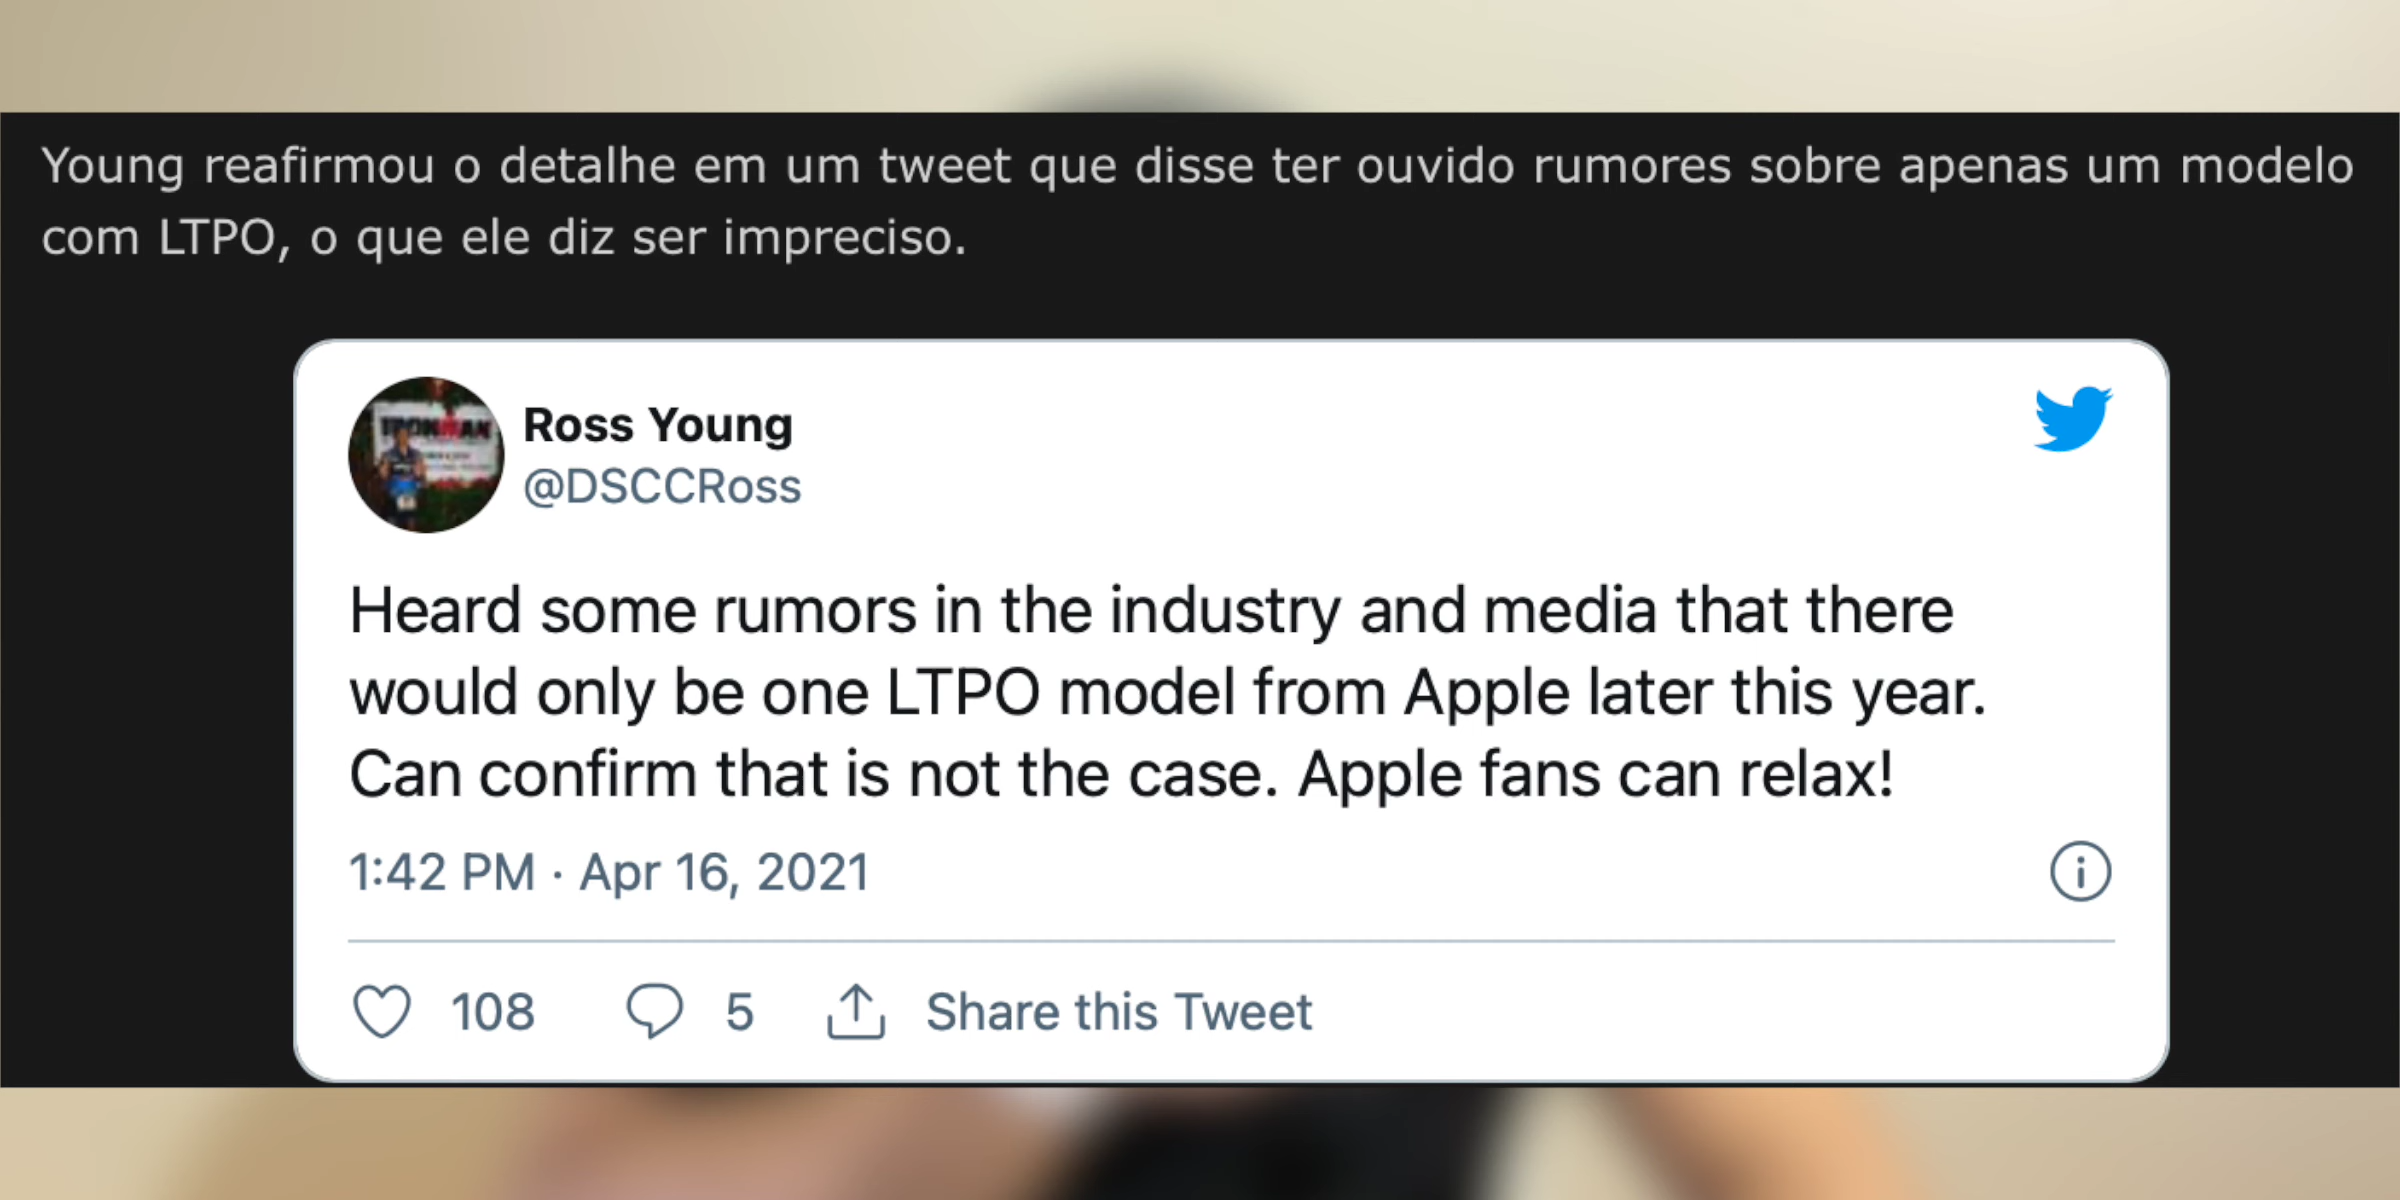 Young reafirmou o detalhe em um tweet que disse ter ouvido rumores sobre apenas um modelo
com LTPO, o que ele diz ser impreciso.
IRONMAN
Ross Young
@DSCCRoss
Heard some rumors in the industry and media that there
would only be one LTPO model from Apple later this year.
Can confirm that is not the case. Apple fans can relax!
1:42 PM · Apr 16, 2021
108 5 Share this Tweet